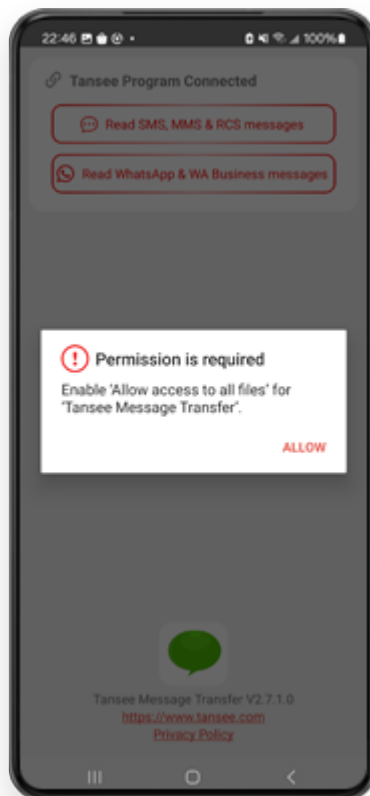 22:46
100%
Tansee Program Connected
Read SMS, MMS & RCS messages
Read WhatsApp & WA Business messages
Permission is required
Enable 'Allow access to all files' for
'Tansee Message Transfer'.
ALLOW
Tansee Message Transfer V2.7.1.0
https://www.tansee.com
Privacy Policy